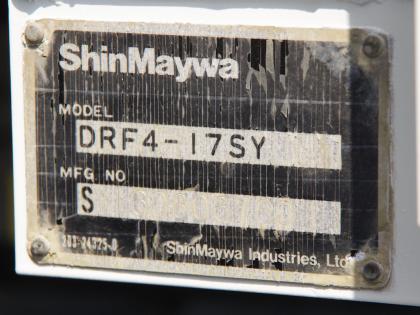 ShinMaywa
MODEL
DRF4-17SY
MFG. NO.
S
ShinMaywa Industries, Ltd.